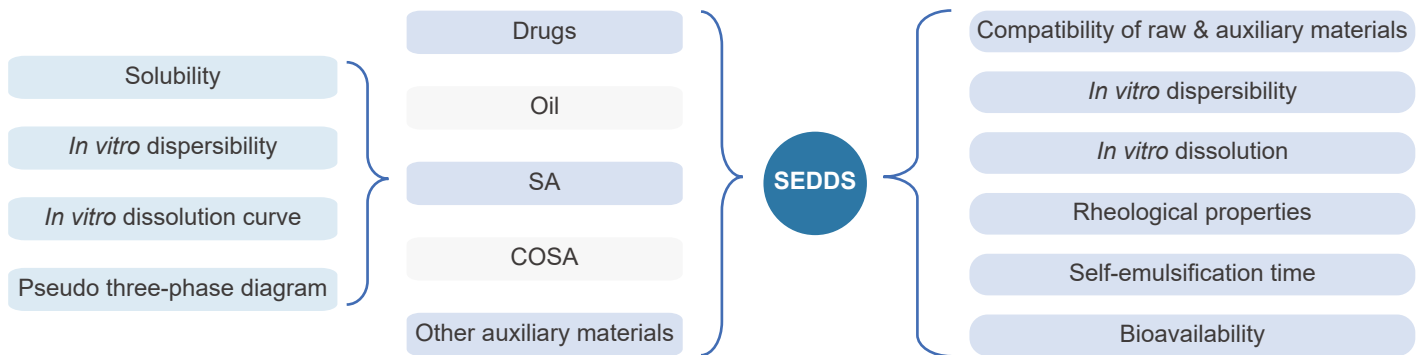 Solubility
In vitro dispersibility
In vitro dissolution curve
Pseudo three-phase diagram
Drugs
Oil
SA
COSA
Other auxiliary materials
SEDDS
Compatibility of raw & auxiliary materials
In vitro dispersibility
In vitro dissolution
Rheological properties
Self-emulsification time
Bioavailability